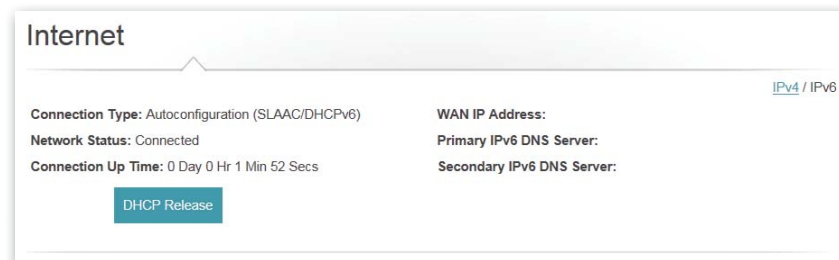 Internet
IPv4 / IPv6
Connection Type: Autoconfiguration (SLAAC/DHCPv6)
WAN IP Address:
Network Status: Connected
Primary IPv6 DNS Server:
Connection Up Time: 0 Day 0 Hr 1 Min 52 Secs
Secondary IPv6 DNS Server:
DHCP Release